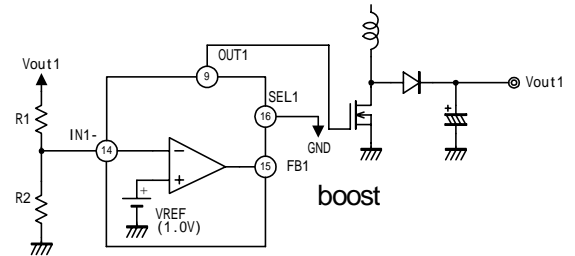 OUT1
9
Vout1
Vout1
SEL1
R1
16
IN1-
14
GND
15
FB1
boost
R2
VREF
(1.0V)